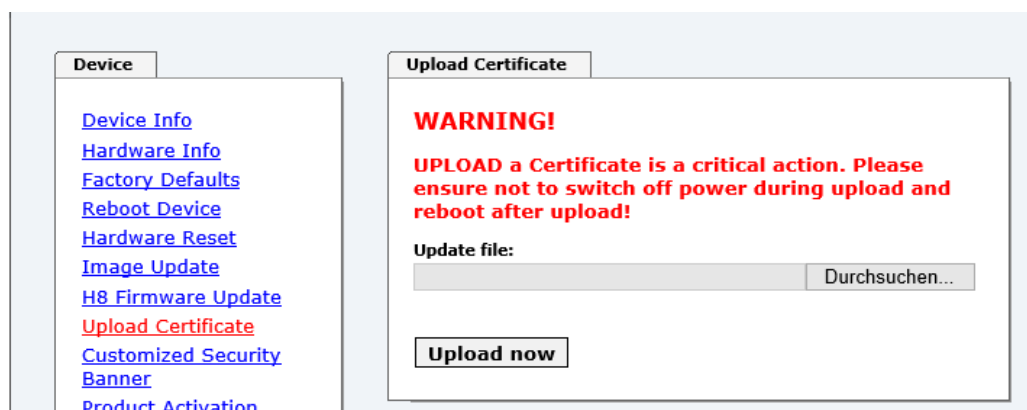 Device
Device Info
Hardware Info
Factory Defaults
Reboot Device
Hardware Reset
Image Update
H8 Firmware Update
Upload Certificate
Customized Security
Banner
Product Activation
Upload Certificate
WARNING!
UPLOAD a Certificate is a critical action. Please
ensure not to switch off power during upload and
reboot after upload!
Update file:
Durchsuchen...
Upload now